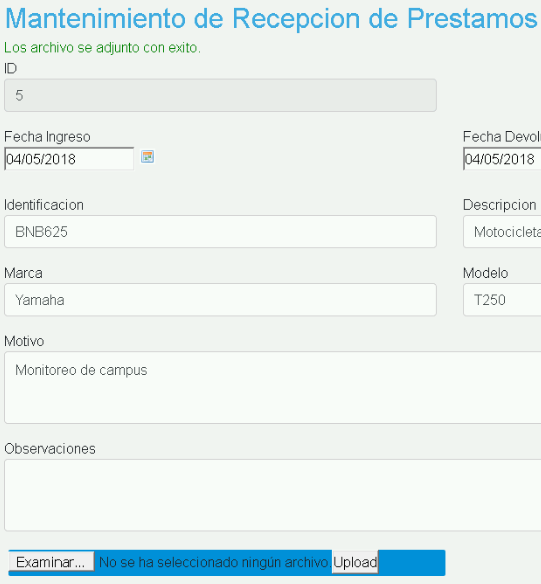 Mantenimiento de Recepcion de Prestamos
Los archivo se adjunto con exito.
ID
5
Fecha Ingreso
Fecha Devol
04/05/2018
04/05/2018
Identificacion
Descripcion
BNB625
Motocicleta
Marca
Modelo
Yamaha
T250
Motivo
Monitoreo de campus
Observaciones
Examinar... No se ha seleccionado ningún archivo. Upload